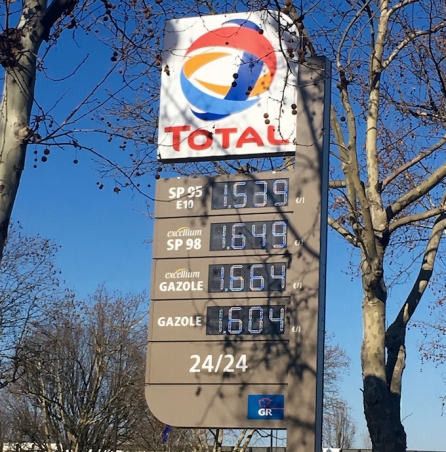 TOTAL
SP 95 1.539 €/l
E10
excellium
SP 98 1.649 €/l
excellium
GAZOLE 1.664 €/l
GAZOLE 1.604 €/l
24/24
GR